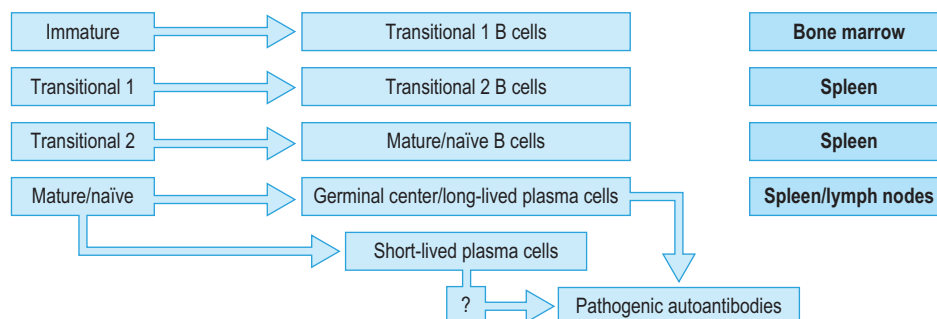 Immature
Transitional 1 B cells
Bone marrow
Transitional 1
Transitional 2 B cells
Spleen
Transitional 2
Mature/naïve B cells
Spleen
Mature/naïve
Germinal center/long-lived plasma cells
Spleen/lymph nodes
Short-lived plasma cells
?
Pathogenic autoantibodies